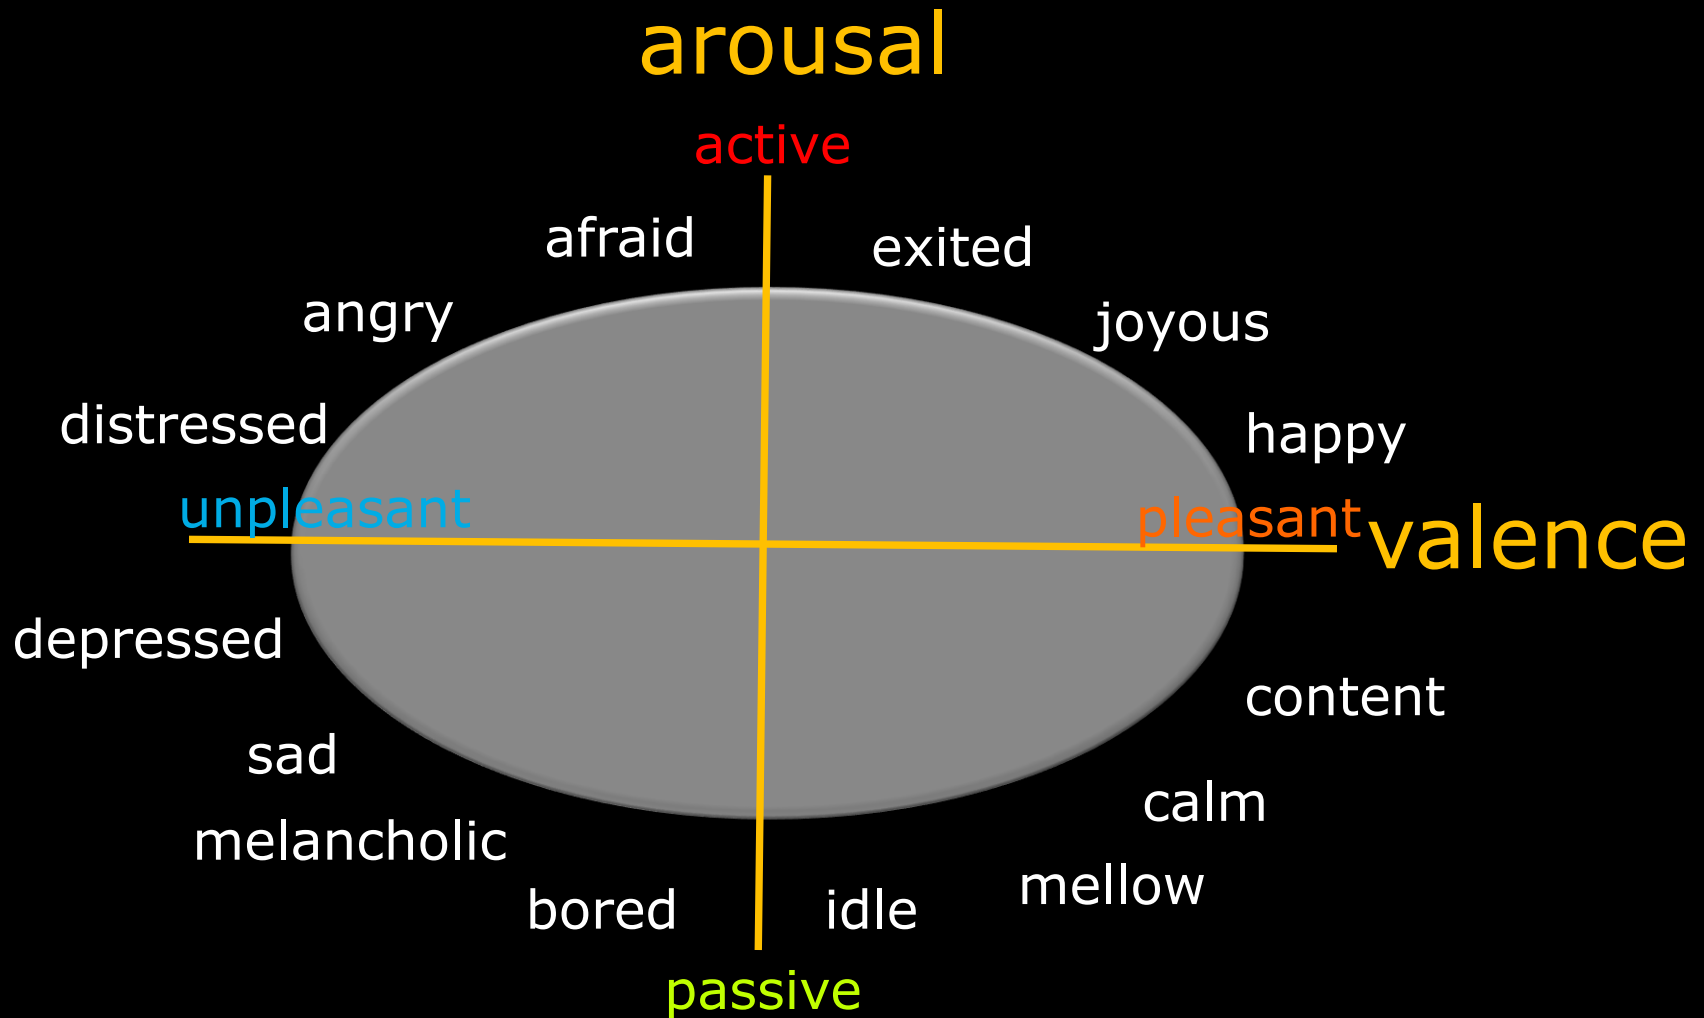 arousal
active
afraid
exited
angry
joyous
distressed
happy
unpleasant
pleasant
valence
depressed
content
sad
calm
melancholic
mellow
bored
idle
passive